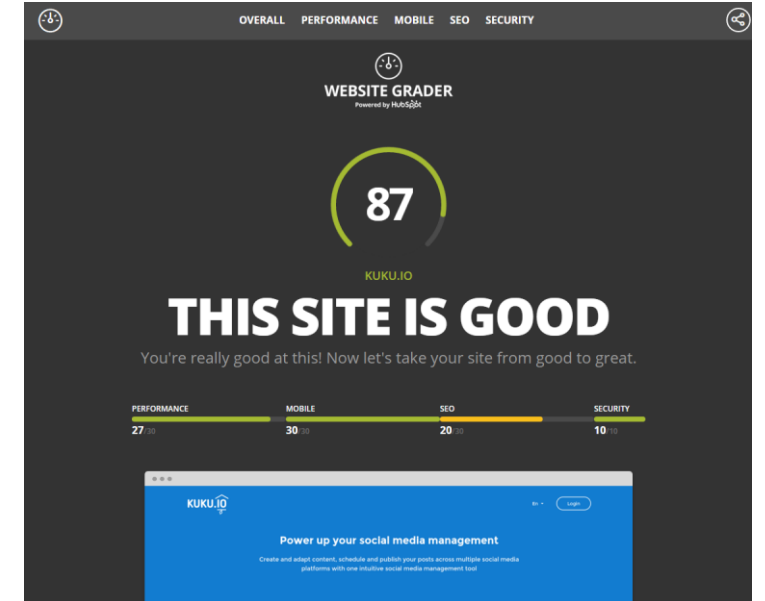 OVERALL PERFORMANCE MOBILE SEO SECURITY
WEBSITE GRADER
Powered by HubSpot
87
KUKU.IO
THIS SITE IS GOOD
You're really good at this! Now let's take your site from good to great.
PERFORMANCE MOBILE SEO SECURITY
27/30 30/30 20/30 10/10
KUKU.IO En Login
Power up your social media management
Create and adapt content, schedule and publish your posts across multiple social media
platforms with one intuitive social media management tool